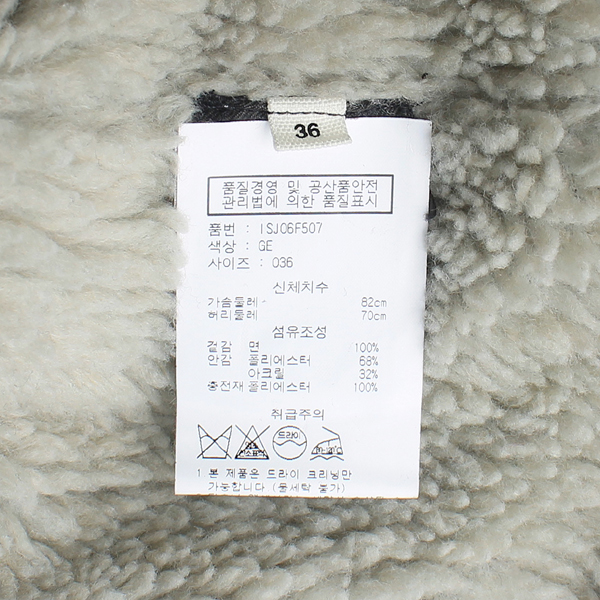 36
품질경영 및 공산품안전
관리법에 의한 품질표시
품번 : ISJ06F507
색상 : GE
사이즈 : 036
신체치수
가슴둘레 82cm
허리둘레 70cm
섬유조성
겉감 면 100%
안감 폴리에스터 68%
아크릴 32%
충전재 폴리에스터 100%
취급주의
드라이
1 본 제품은 드라이 크리닝만
가능합니다 (물세탁 불가)